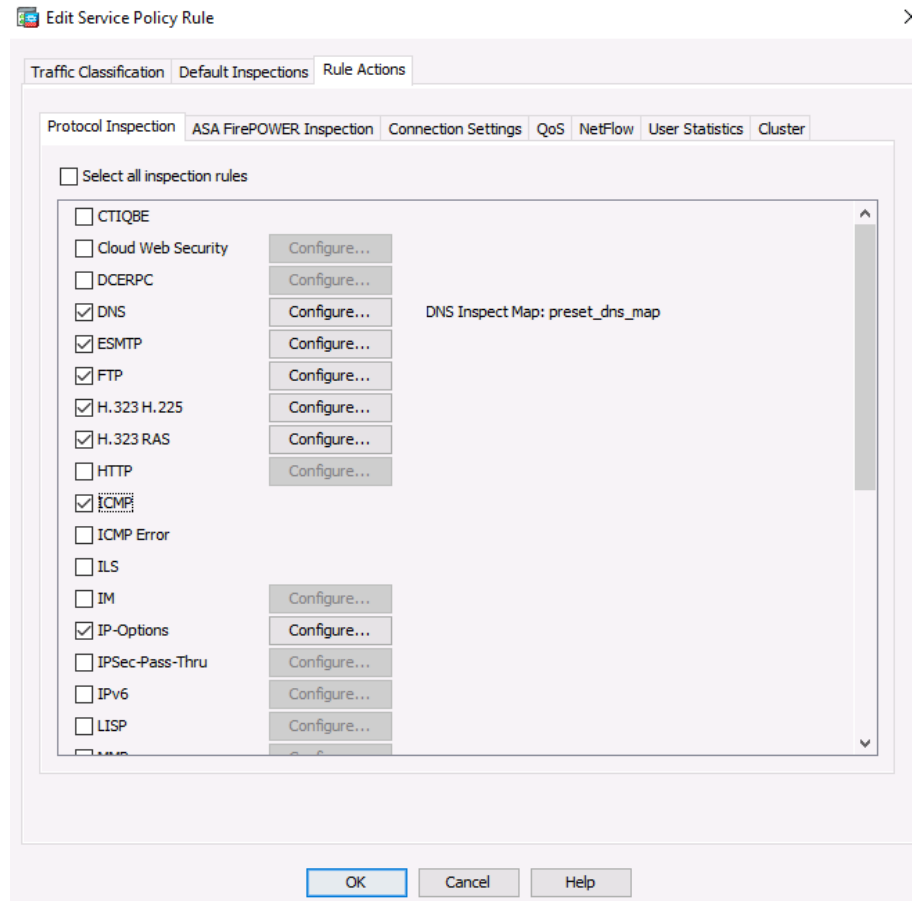 Edit Service Policy Rule
Traffic Classification Default Inspections Rule Actions
Protocol Inspection ASA FirePOWER Inspection Connection Settings QoS NetFlow User Statistics Cluster
Select all inspection rules
CTIQBE
Cloud Web Security Configure...
DCERPC Configure...
DNS Configure... DNS Inspect Map: preset_dns_map
ESMTP Configure...
FTP Configure...
H.323 H.225 Configure...
H.323 RAS Configure...
HTTP Configure...
ICMP
ICMP Error
ILS
IM Configure...
IP-Options Configure...
IPSec-Pass-Thru Configure...
IPv6 Configure...
LISP Configure...
OK Cancel Help